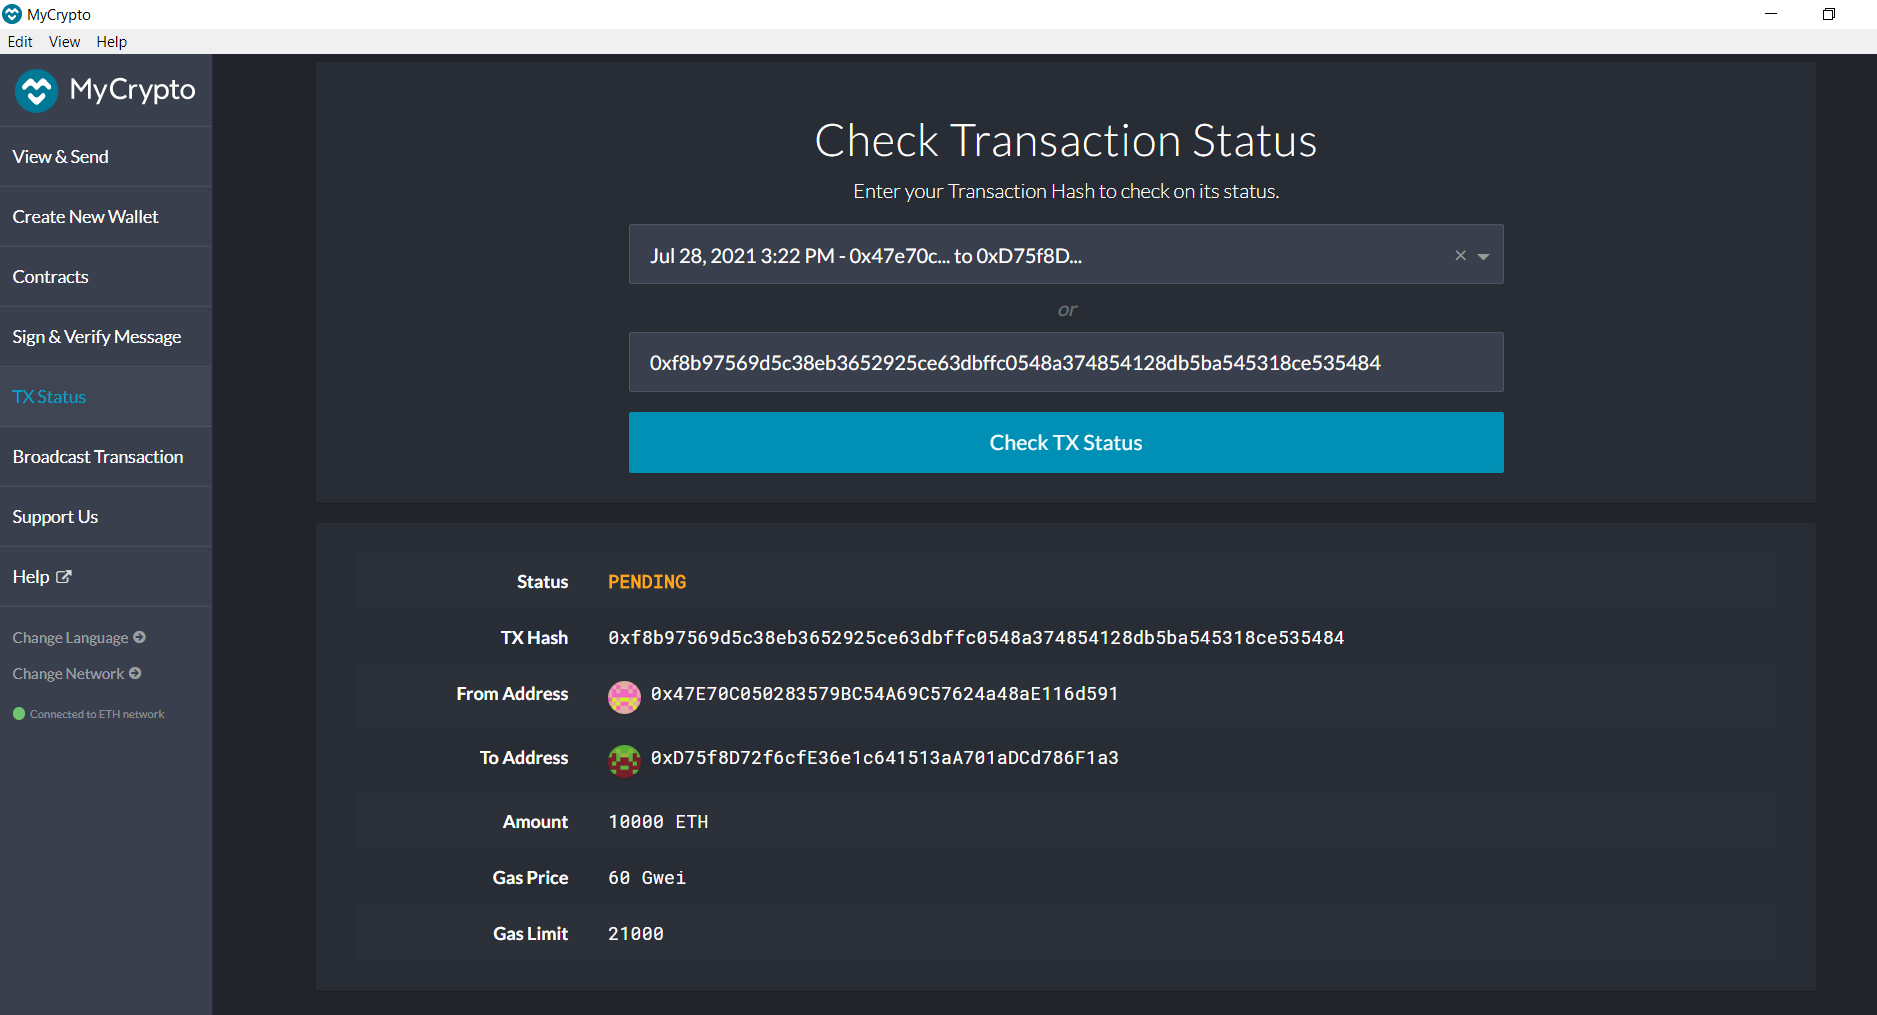 MyCrypto
Edit View Help
MyCrypto
View & Send
Create New Wallet
Contracts
Sign & Verify Message
TX Status
Broadcast Transaction
Support Us
Help
Change Language
Change Network
Connected to ETH network
Check Transaction Status
Enter your Transaction Hash to check on its status.
Jul 28, 2021 3:22 PM - 0x47e70c... to 0xD75f8D...
or
0xf8b97569d5c38eb3652925ce63dbffc0548a374854128db5ba545318ce535484
Check TX Status
Status PENDING
TX Hash 0xf8b97569d5c38eb3652925ce63dbffc0548a374854128db5ba545318ce535484
From Address 0x47E70C050283579BC54A69C57624a48aE116d591
To Address 0xD75f8D72f6cfE36e1c641513aA701aDCd786F1a3
Amount 10000 ETH
Gas Price 60 Gwei
Gas Limit 21000